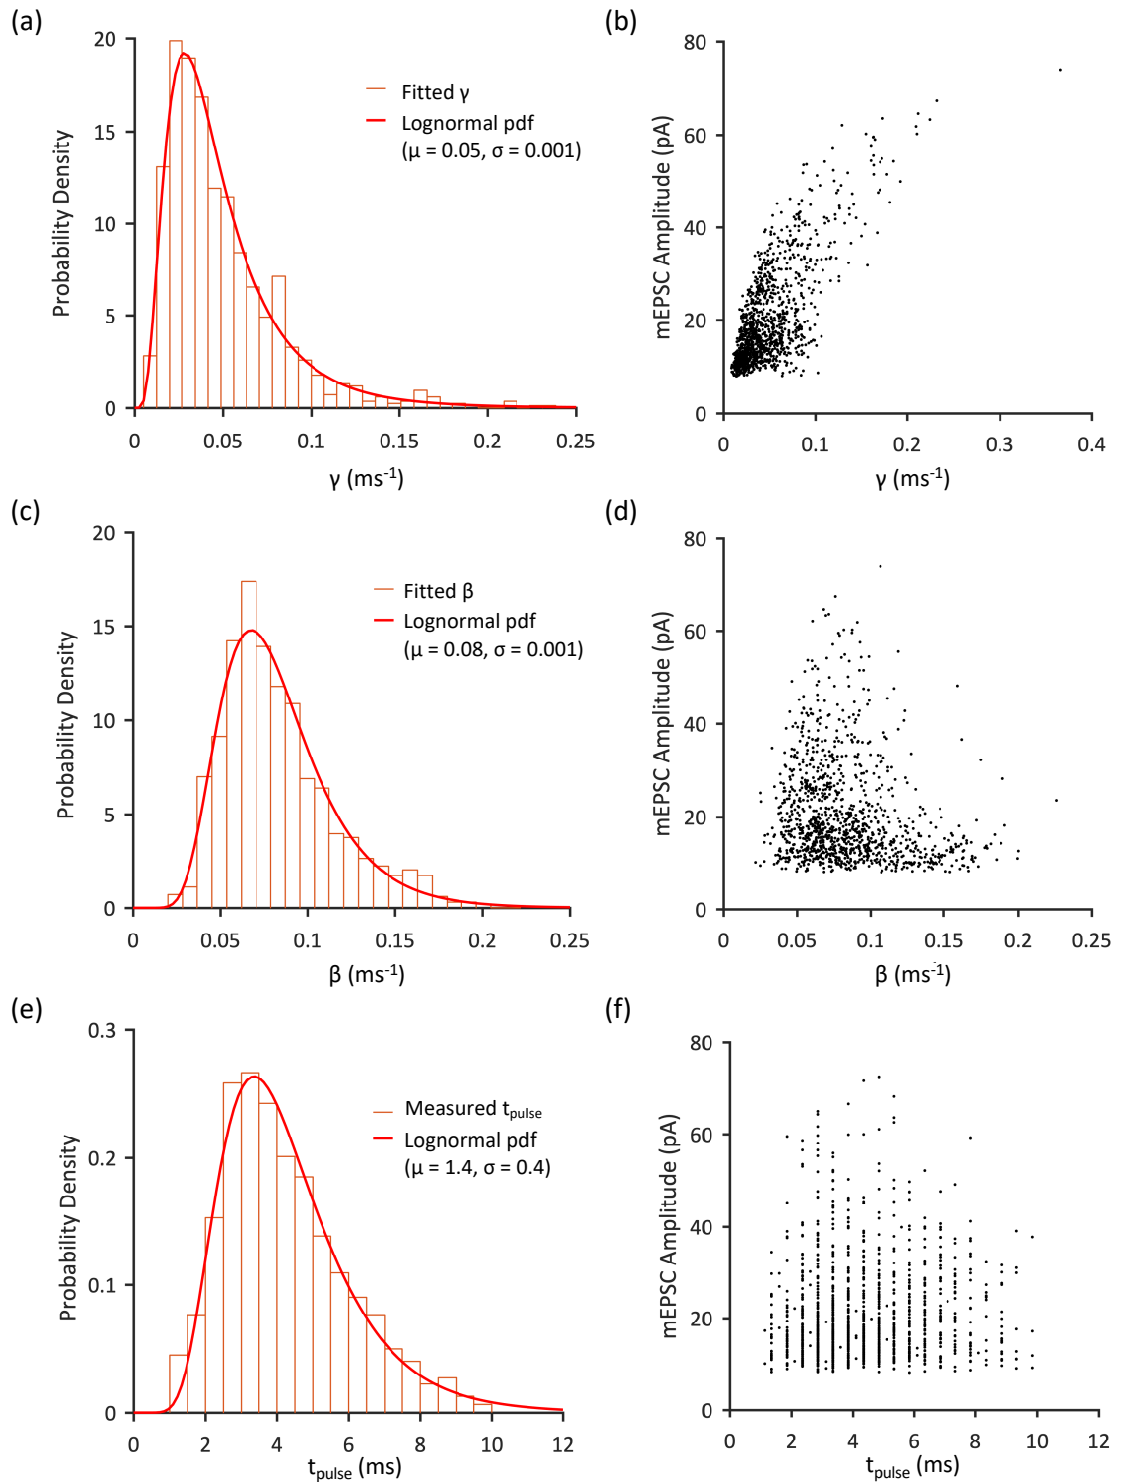 (a)
20
15
10
5
0
0
0.05
0.1
0.15
0.2
0.25
Probability Density
γ (ms-1)
Fitted γ
Lognormal pdf
(μ = 0.05, σ = 0.001)
(b)
80
60
40
20
0
0
0.1
0.2
0.3
0.4
mEPSC Amplitude (pA)
γ (ms-1)
(c)
20
15
10
5
0
0
0.05
0.1
0.15
0.2
0.25
Probability Density
β (ms-1)
Fitted β
Lognormal pdf
(μ = 0.08, σ = 0.001)
(d)
80
60
40
20
0
0
0.05
0.1
0.15
0.2
0.25
mEPSC Amplitude (pA)
β (ms-1)
(e)
0.3
0.2
0.1
0
0
2
4
6
8
10
12
Probability Density
tpulse (ms)
Measured tpulse
Lognormal pdf
(μ = 1.4, σ = 0.4)
(f)
80
60
40
20
0
0
2
4
6
8
10
12
mEPSC Amplitude (pA)
tpulse (ms)